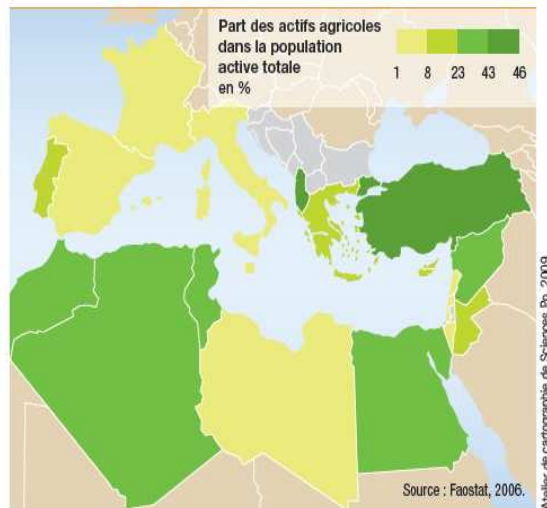 Part des actifs agricoles
dans la population
active totale
en %
1 8 23 43 46
Source : Faostat, 2006.
Atelier de cartographie de Sciences Po, 2009